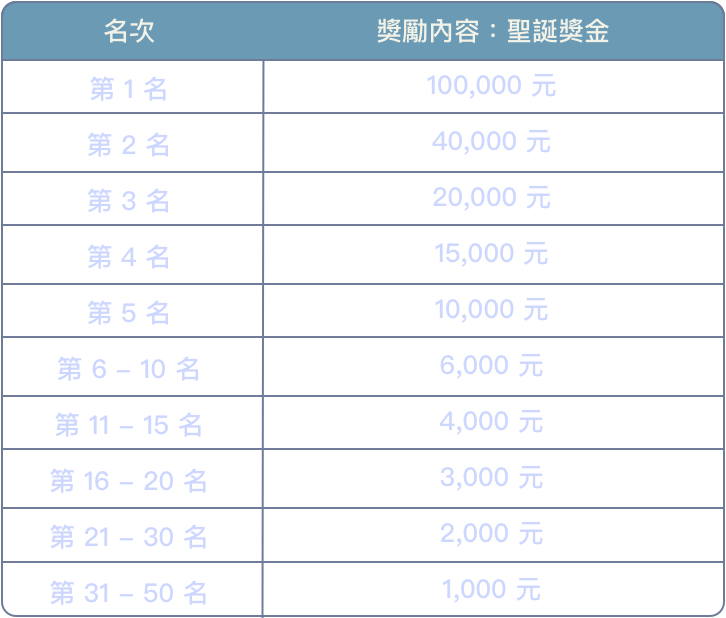 名次 獎勵內容：聖誕獎金
第 1 名 100,000 元
第 2 名 40,000 元
第 3 名 20,000 元
第 4 名 15,000 元
第 5 名 10,000 元
第 6 – 10 名 6,000 元
第 11 – 15 名 4,000 元
第 16 – 20 名 3,000 元
第 21 – 30 名 2,000 元
第 31 – 50 名 1,000 元